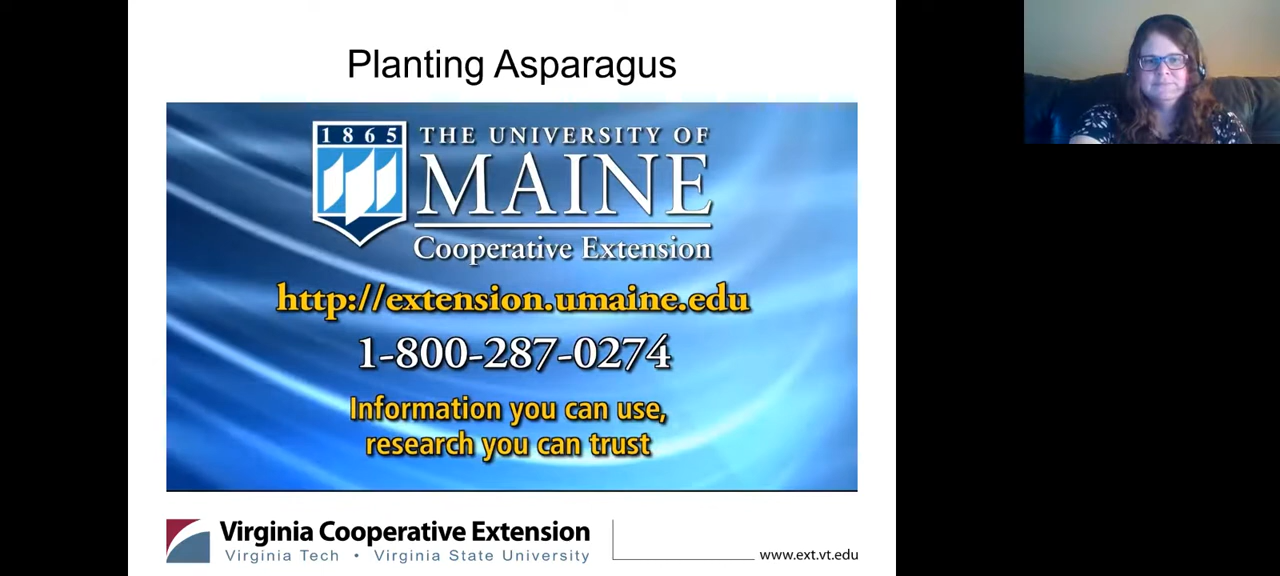 Planting Asparagus
1865
THE UNIVERSITY OF
MAINE
Cooperative Extension
http://extension.umaine.edu
1-800-287-0274
Information you can use,
research you can trust
Virginia Cooperative Extension
Virginia Tech • Virginia State University
www.ext.vt.edu